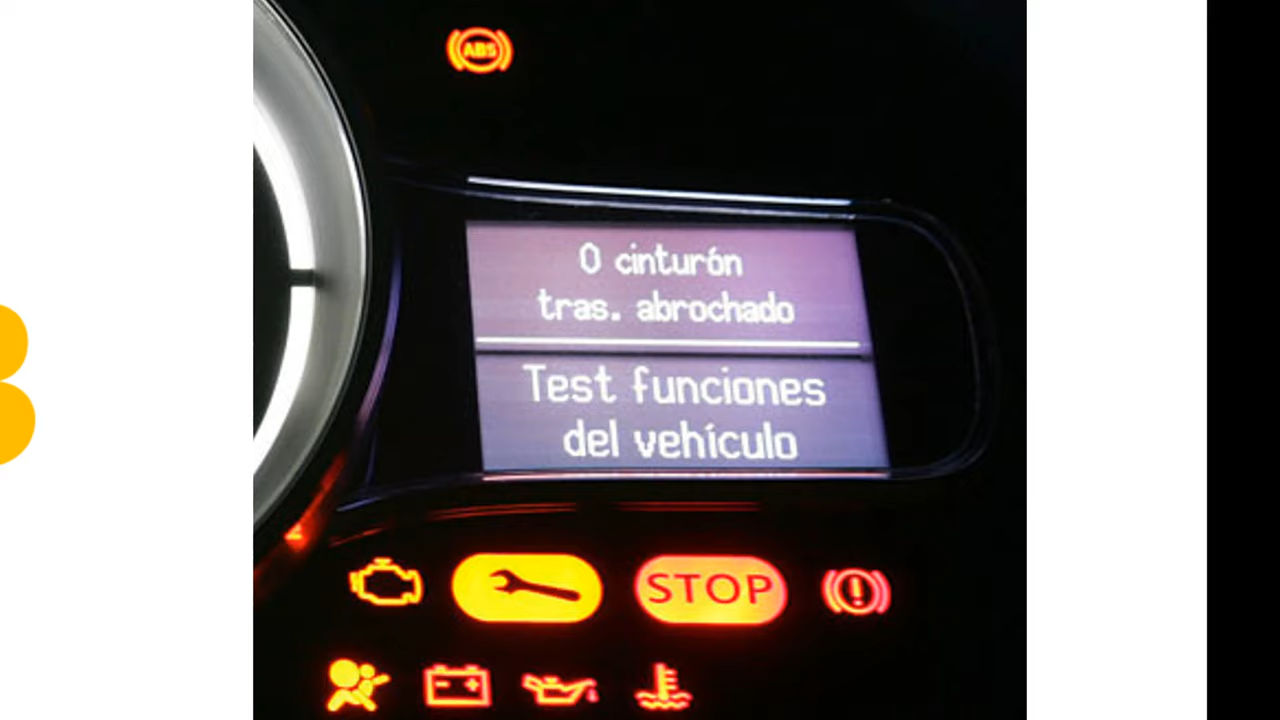 ABS
0 cinturón
tras. abrochado
Test funciones
del vehículo
STOP